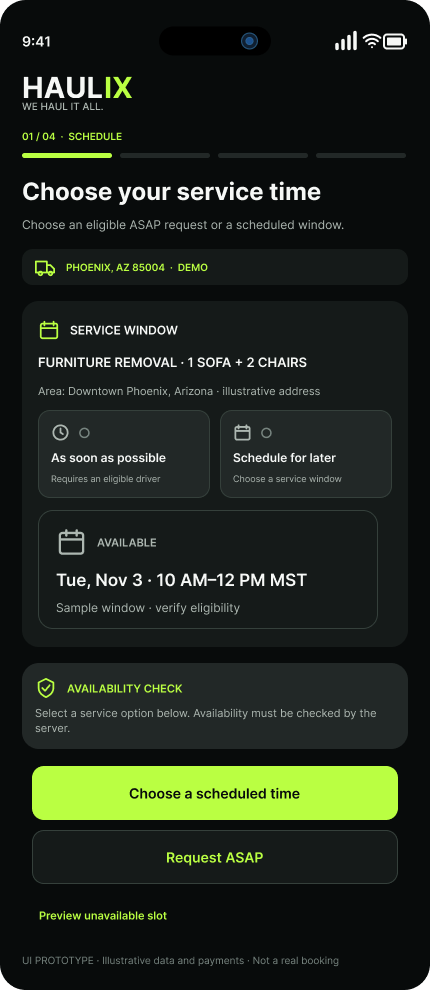 9:41
HAULIX
WE HAUL IT ALL.
01 / 04 · SCHEDULE
Choose your service time
Choose an eligible ASAP request or a scheduled window.
PHOENIX, AZ 85004 · DEMO
SERVICE WINDOW
FURNITURE REMOVAL · 1 SOFA + 2 CHAIRS
Area: Downtown Phoenix, Arizona · illustrative address
As soon as possible
Requires an eligible driver
Schedule for later
Choose a service window
AVAILABLE
Tue, Nov 3 · 10 AM–12 PM MST
Sample window · verify eligibility
AVAILABILITY CHECK
Select a service option below. Availability must be checked by the
server.
Choose a scheduled time
Request ASAP
Preview unavailable slot
UI PROTOTYPE · Illustrative data and payments · Not a real booking